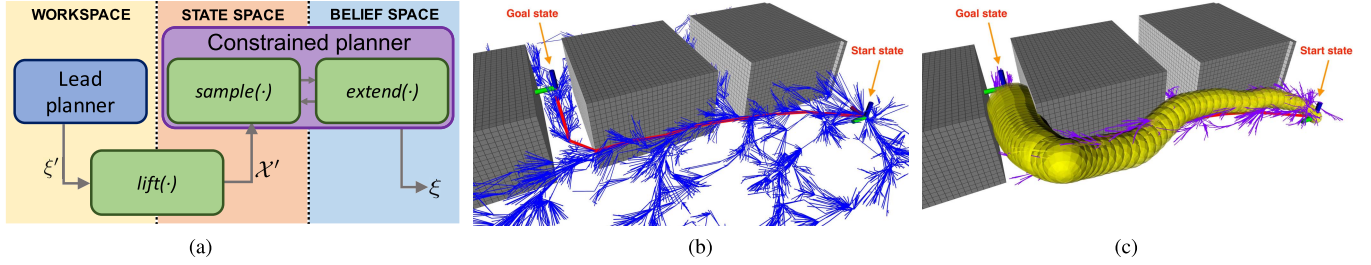 WORKSPACE
STATE SPACE
BELIEF SPACE
Constrained planner
Lead
planner
sample(·)
extend(·)
ξ′
lift(·)
𝒳′
ξ
(a)
Goal state
Start state
(b)
Goal state
Start state
(c)